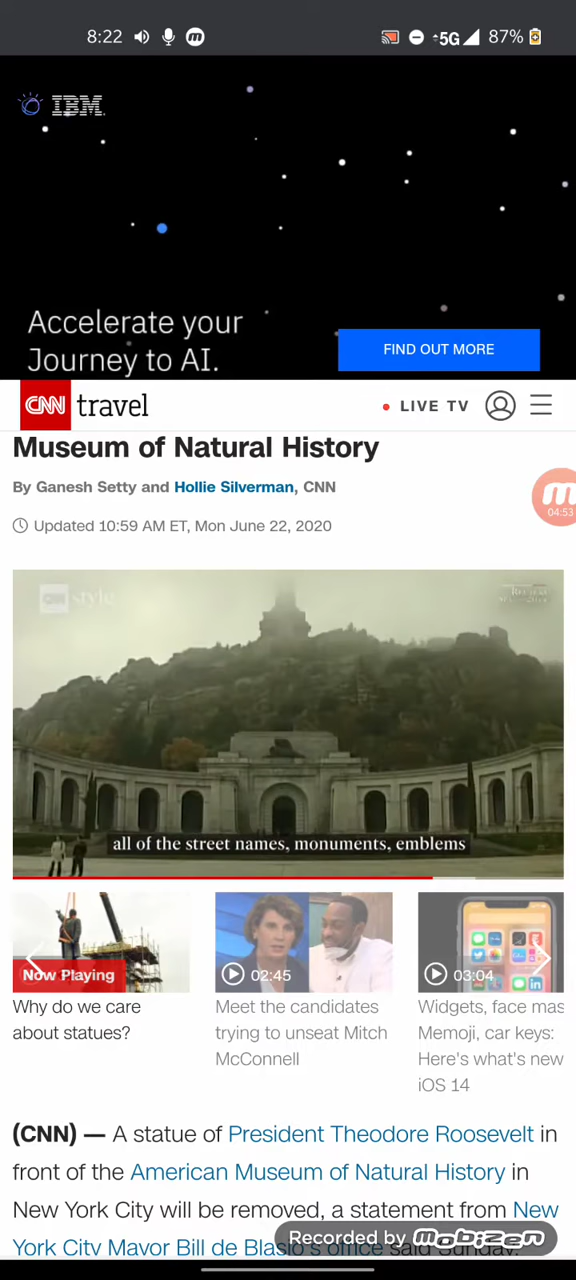 8:22
5G 87%
IBM
Accelerate your
Journey to AI.
FIND OUT MORE
CNN travel
LIVE TV
Museum of Natural History
By Ganesh Setty and Hollie Silverman, CNN
Updated 10:59 AM ET, Mon June 22, 2020
04:53
CNN style
all of the street names, monuments, emblems
Now Playing
02:45
03:04
Why do we care
about statues?
Meet the candidates
trying to unseat Mitch
McConnell
Widgets, face mas
Memoji, car keys:
Here's what's new
iOS 14
(CNN) — A statue of President Theodore Roosevelt in
front of the American Museum of Natural History in
New York City will be removed, a statement from New
York City Mayor Bill de Blasio's office said Sunday.
Recorded by mobizen